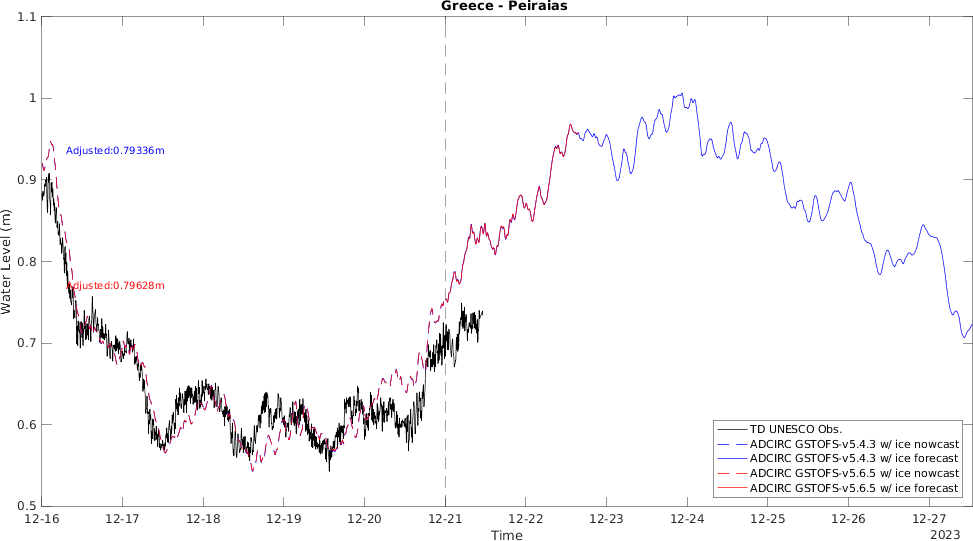 Greece - Peiraias
1.1
1
0.9
0.8
0.7
0.6
0.5
Water Level (m)
Adjusted:0.79336m
Adjusted:0.79628m
TD UNESCO Obs.
ADCIRC GSTOFS-v5.4.3 w/ ice nowcast
ADCIRC GSTOFS-v5.4.3 w/ ice forecast
ADCIRC GSTOFS-v5.6.5 w/ ice nowcast
ADCIRC GSTOFS-v5.6.5 w/ ice forecast
12-16 12-17 12-18 12-19 12-20 12-21 12-22 12-23 12-24 12-25 12-26 12-27
Time
2023